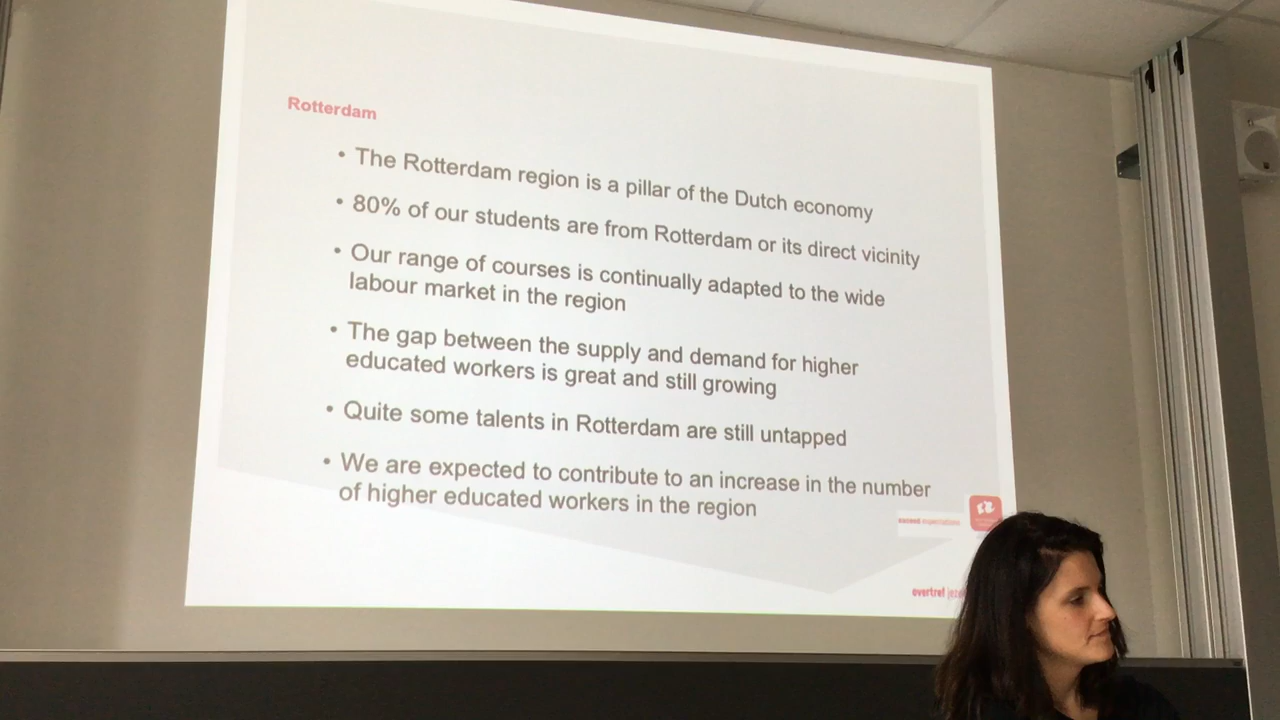 Rotterdam
• The Rotterdam region is a pillar of the Dutch economy
• 80% of our students are from Rotterdam or its direct vicinity
• Our range of courses is continually adapted to the wide
labour market in the region
• The gap between the supply and demand for higher
educated workers is great and still growing
• Quite some talents in Rotterdam are still untapped
• We are expected to contribute to an increase in the number
of higher educated workers in the region
exceed expectations
overtref